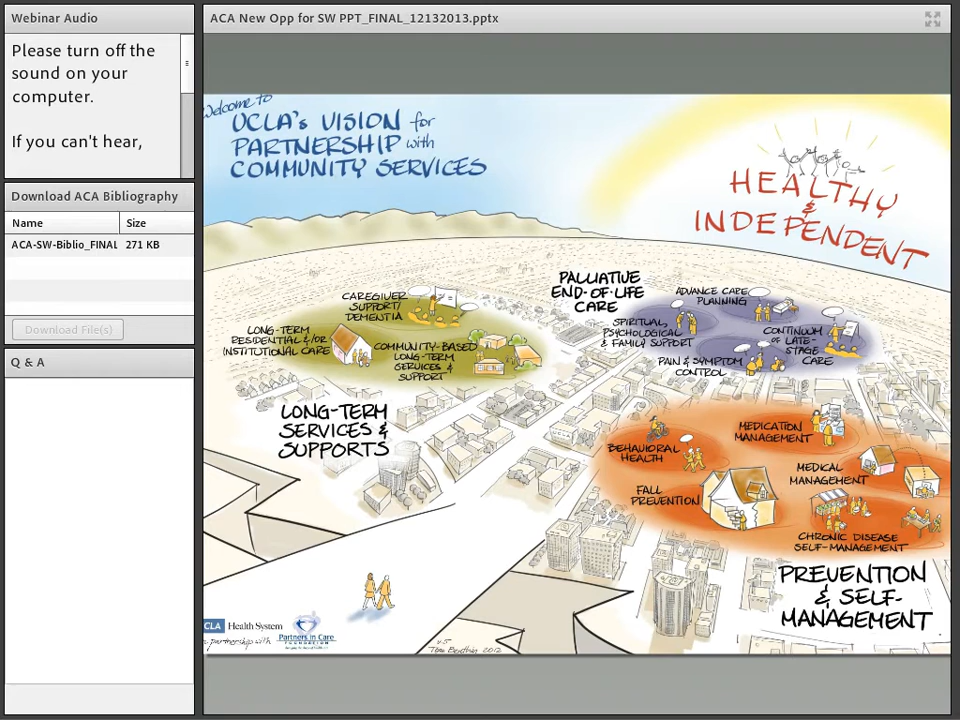 Webinar Audio
Please turn off the
sound on your
computer.
If you can't hear,
Download ACA Bibliography
Name Size
ACA-SW-Biblio_FINAL 271 KB
Download File(s)
Q & A
ACA New Opp for SW PPT_FINAL_12132013.pptx
Welcome to
UCLA's VISION for
PARTNERSHIP with
COMMUNITY SERVICES
HEALTHY
&
INDEPENDENT
CAREGIVER
SUPPORT/
DEMENTIA
LONG-TERM
RESIDENTIAL &/OR
INSTITUTIONAL CARE
COMMUNITY-BASED
LONG-TERM
SERVICES &
SUPPORT
LONG-TERM
SERVICES &
SUPPORTS
PALLIATIVE
END-OF-LIFE
CARE
ADVANCE CARE
PLANNING
SPIRITUAL,
PSYCHOLOGICAL
& FAMILY SUPPORT
CONTINUUM
OF LATE-
STAGE
CARE
PAIN & SYMPTOM
CONTROL
MEDICATION
MANAGEMENT
BEHAVIORAL
HEALTH
MEDICAL
MANAGEMENT
FALL
PREVENTION
CHRONIC DISEASE
SELF-MANAGEMENT
PREVENTION
& SELF-
MANAGEMENT
CLA Health System
partnership with
Partners in Care
FOUNDATION
2012